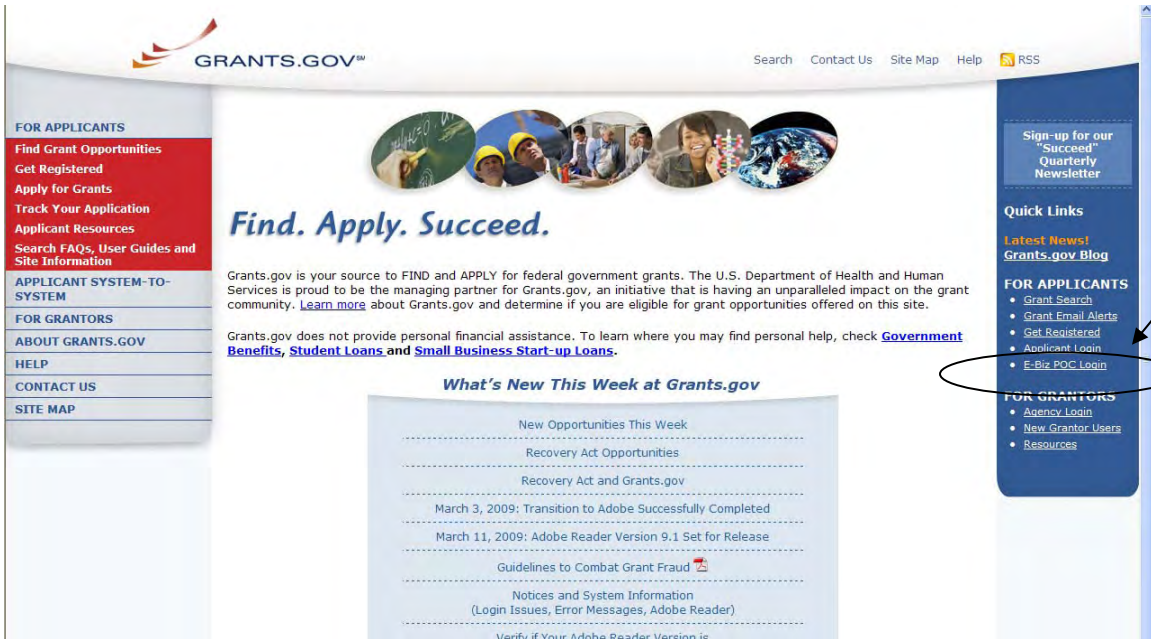 GRANTS.GOV℠
Search Contact Us Site Map Help RSS
FOR APPLICANTS
Find Grant Opportunities
Get Registered
Apply for Grants
Track Your Application
Applicant Resources
Search FAQs, User Guides and
Site Information
APPLICANT SYSTEM-TO-
SYSTEM
FOR GRANTORS
ABOUT GRANTS.GOV
HELP
CONTACT US
SITE MAP
Find. Apply. Succeed.
Grants.gov is your source to FIND and APPLY for federal government grants. The U.S. Department of Health and Human
Services is proud to be the managing partner for Grants.gov, an initiative that is having an unparalleled impact on the grant
community. Learn more about Grants.gov and determine if you are eligible for grant opportunities offered on this site.
Grants.gov does not provide personal financial assistance. To learn where you may find personal help, check Government
Benefits, Student Loans and Small Business Start-up Loans.
What's New This Week at Grants.gov
New Opportunities This Week
Recovery Act Opportunities
Recovery Act and Grants.gov
March 3, 2009: Transition to Adobe Successfully Completed
March 11, 2009: Adobe Reader Version 9.1 Set for Release
Guidelines to Combat Grant Fraud
Notices and System Information
(Login Issues, Error Messages, Adobe Reader)
Verify if Your Adobe Reader Version is
Sign-up for our
"Succeed"
Quarterly
Newsletter
Quick Links
Latest News!
Grants.gov Blog
FOR APPLICANTS
• Grant Search
• Grant Email Alerts
• Get Registered
• Applicant Login
• E-Biz POC Login
FOR GRANTORS
• Agency Login
• New Grantor Users
• Resources